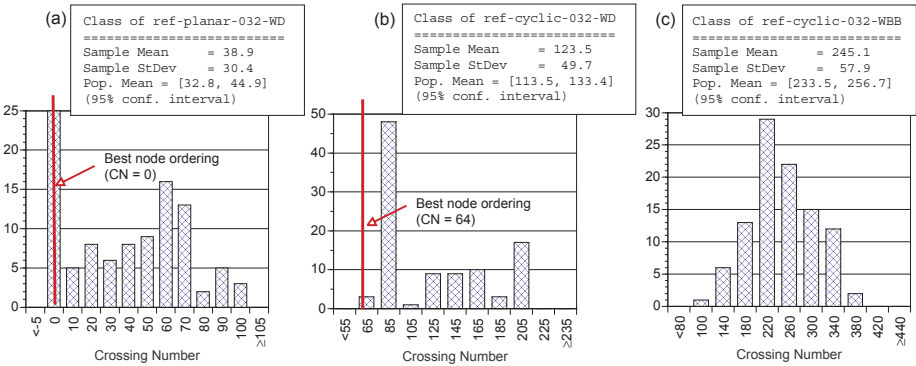 (a)
Class of ref-planar-032-WD
==========================
Sample Mean = 38.9
Sample StDev = 30.4
Pop. Mean = [32.8, 44.9]
(95% conf. interval)
25
20
15
10
5
0
Best node ordering
(CN = 0)
<-5 0 10 20 30 40 50 60 70 80 90 100 ≥105
Crossing Number
(b)
Class of ref-cyclic-032-WD
==========================
Sample Mean = 123.5
Sample StDev = 49.7
Pop. Mean = [113.5, 133.4]
(95% conf. interval)
50
40
30
20
10
0
Best node ordering
(CN = 64)
<55 65 85 105 125 145 165 185 205 225 ≥235
Crossing Number
(c)
Class of ref-cyclic-032-WBB
===========================
Sample Mean = 245.1
Sample StDev = 57.9
Pop. Mean = [233.5, 256.7]
(95% conf. interval)
30
25
20
15
10
5
0
<80 100 140 180 220 260 300 340 380 420 ≥440
Crossing Number